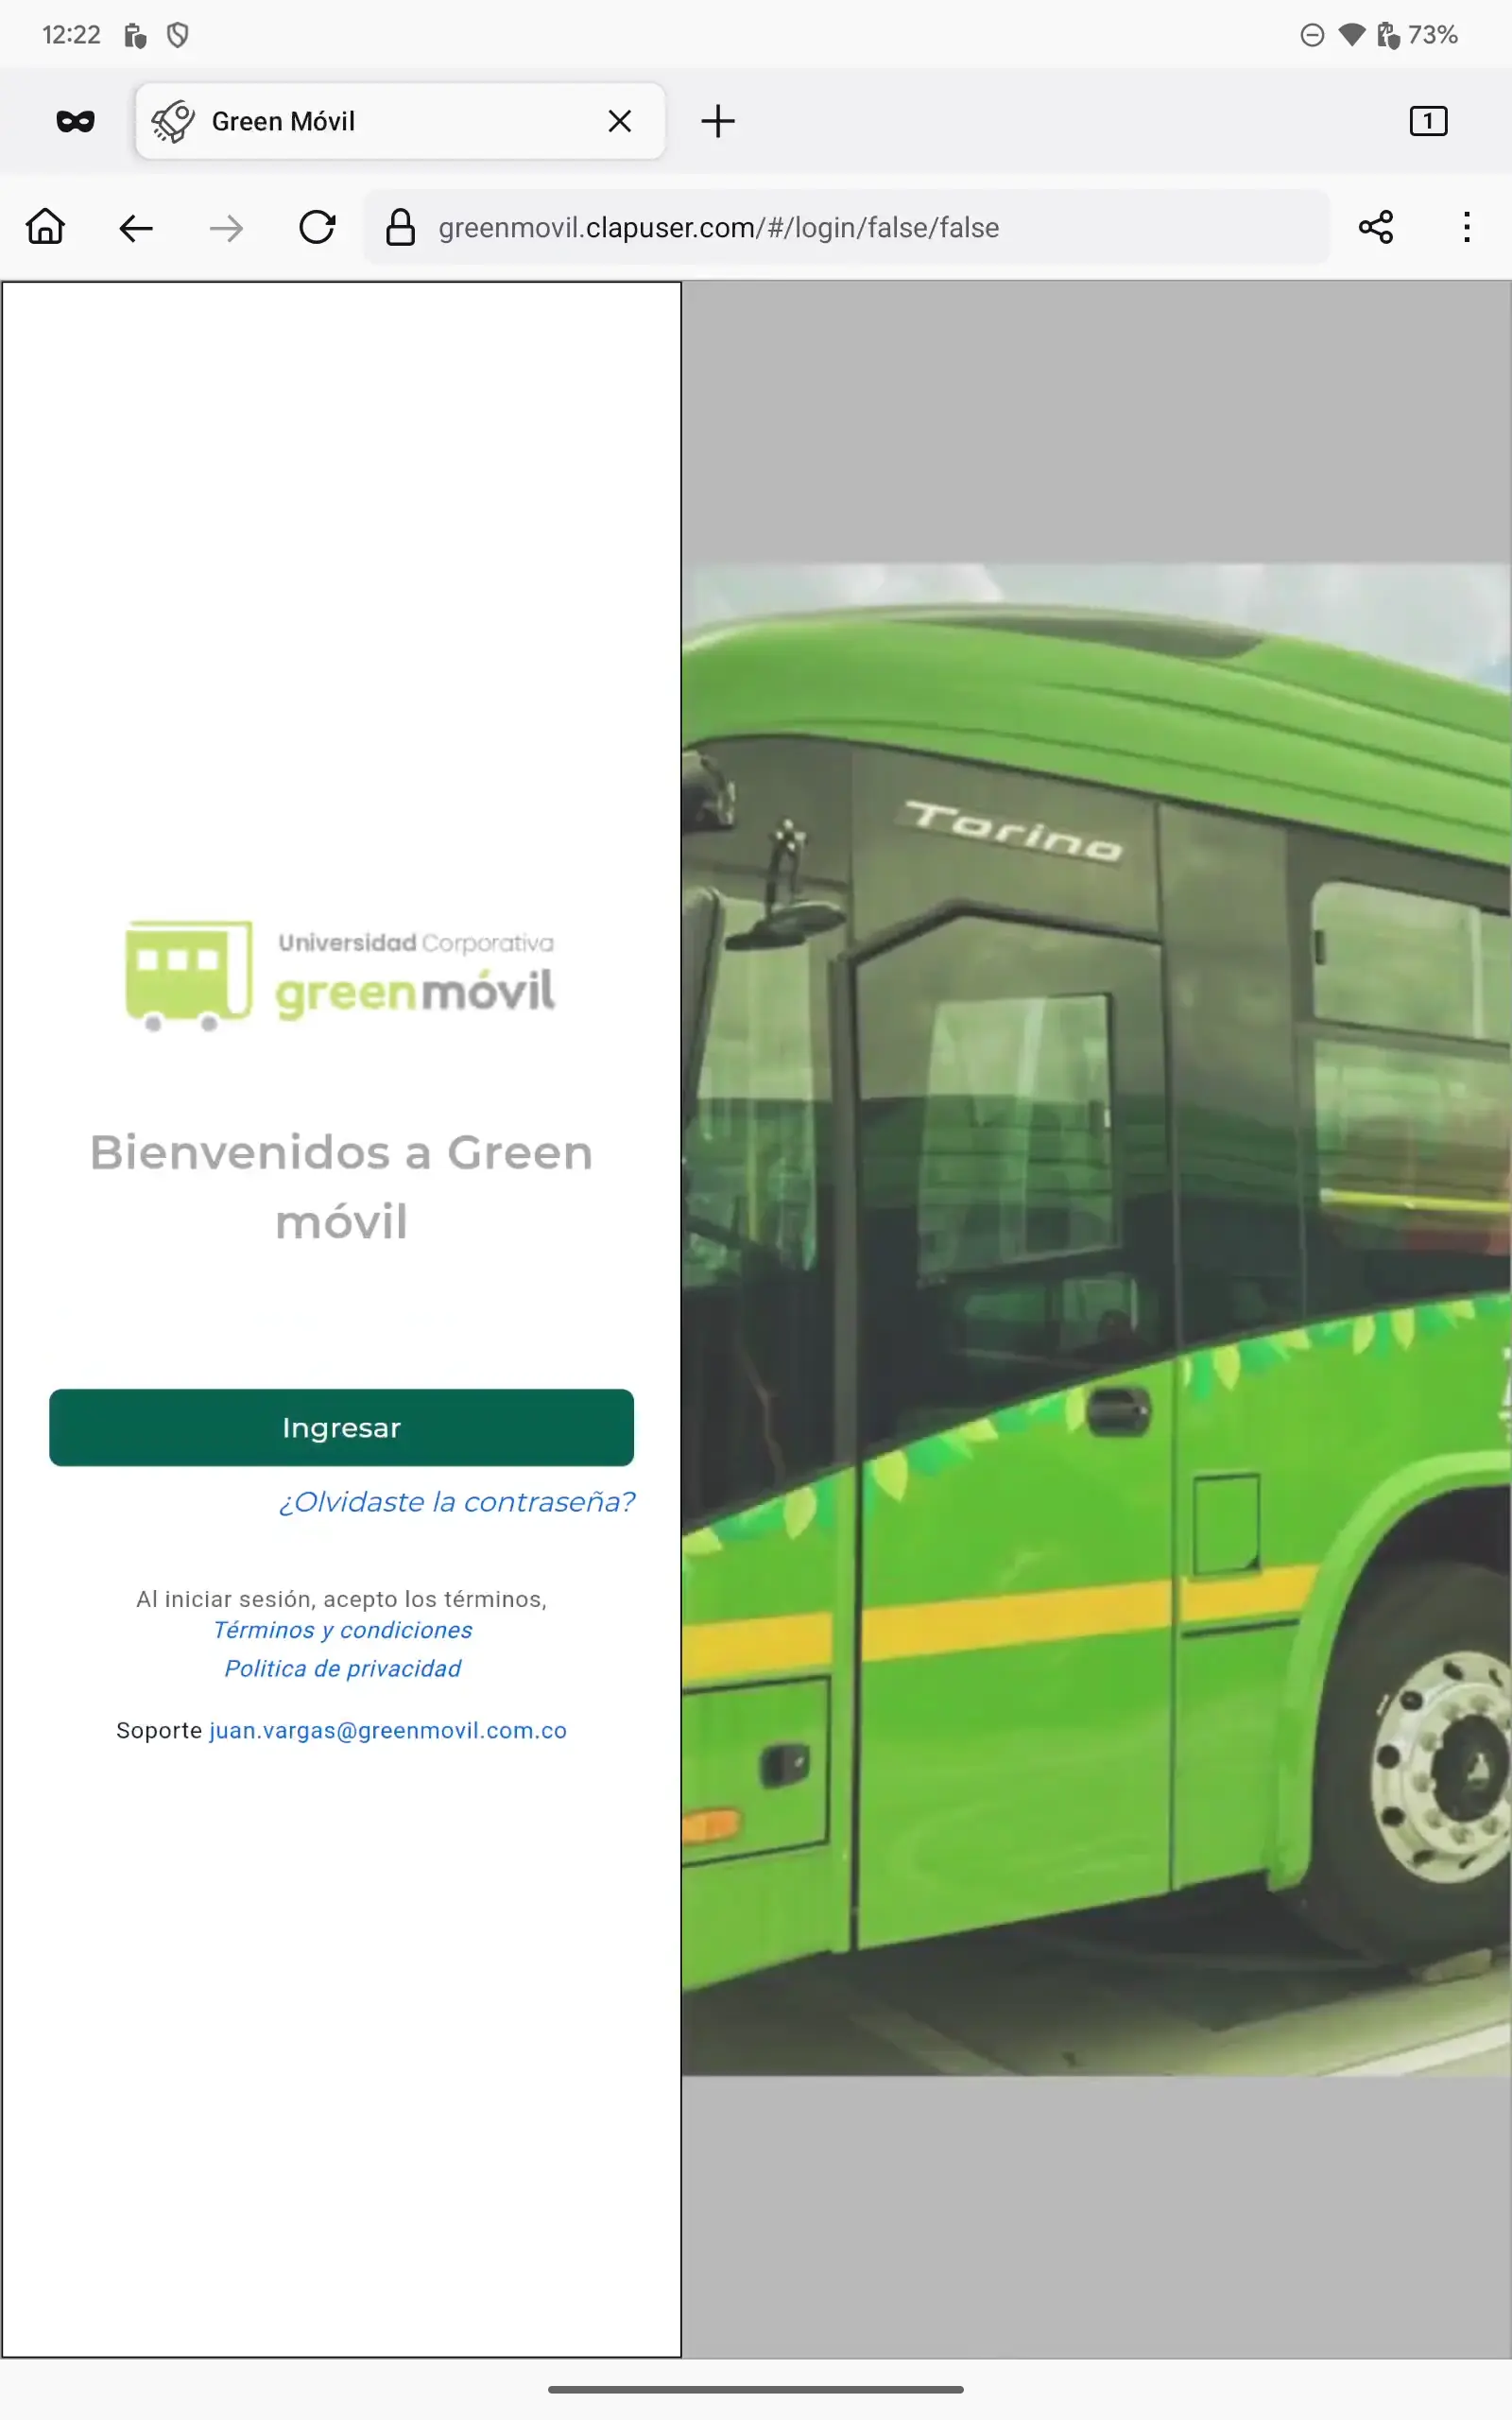 12:22
73%
Green Móvil
1
greenmovil.clapuser.com/#/login/false/false
Torino
Universidad Corporativa
greenmóvil
Bienvenidos a Green
móvil
Ingresar
¿Olvidaste la contraseña?
Al iniciar sesión, acepto los términos,
Términos y condiciones
Politica de privacidad
Soporte juan.vargas@greenmovil.com.co